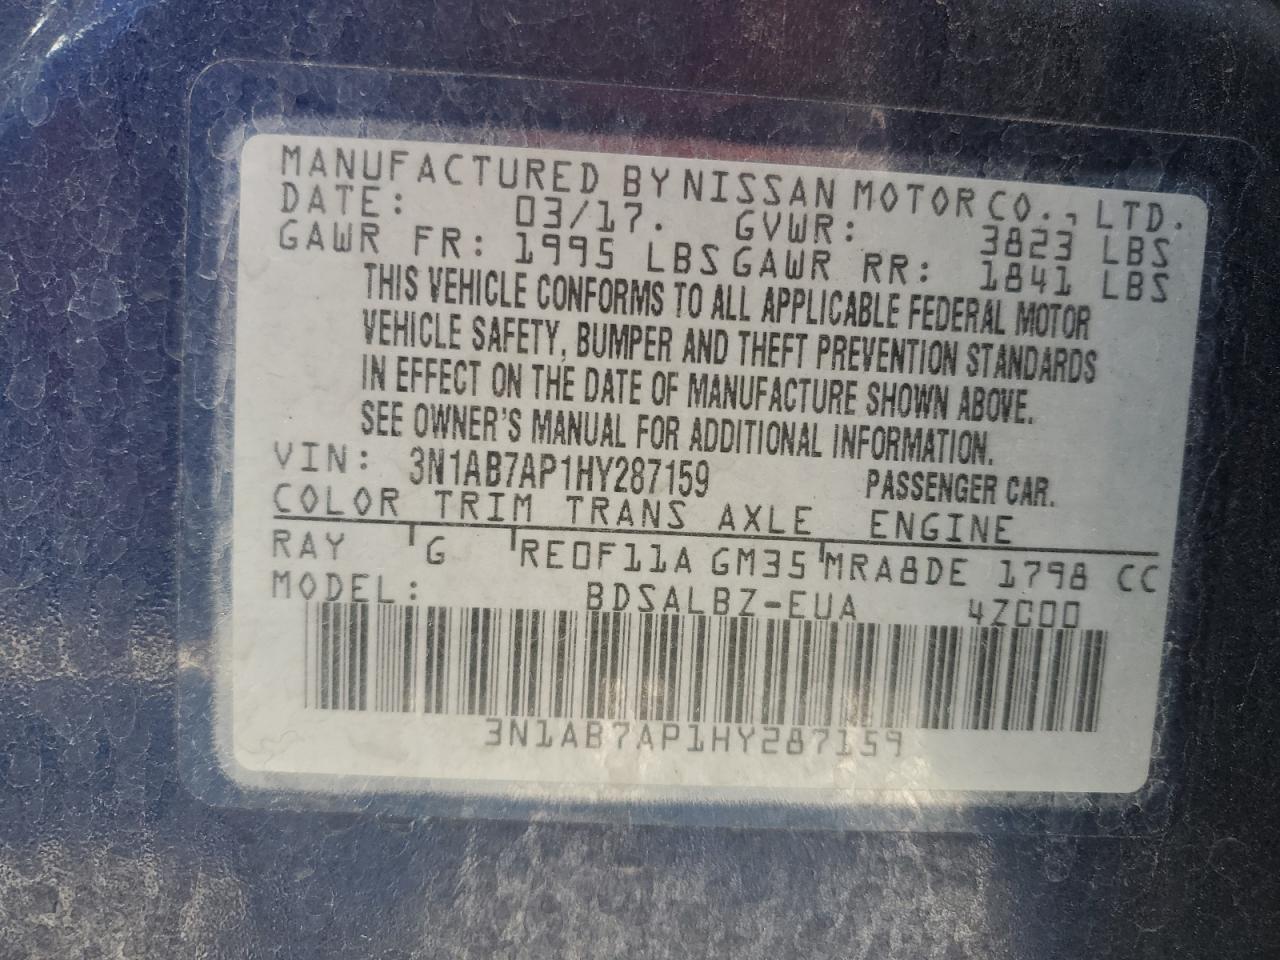 MANUFACTURED BY NISSAN MOTOR CO., LTD.
DATE: 03/17. GVWR: 3823 LBS
GAWR FR: 1995 LBS GAWR RR: 1841 LBS
THIS VEHICLE CONFORMS TO ALL APPLICABLE FEDERAL MOTOR
VEHICLE SAFETY, BUMPER AND THEFT PREVENTION STANDARDS
IN EFFECT ON THE DATE OF MANUFACTURE SHOWN ABOVE.
SEE OWNER'S MANUAL FOR ADDITIONAL INFORMATION.
VIN: 3N1AB7AP1HY287159 PASSENGER CAR.
COLOR TRIM TRANS AXLE ENGINE
RAY G RE0F11A GM35 MRA8DE 1798 CC
MODEL: BDSALBZ-EUA 4ZC00
3N1AB7AP1HY287159